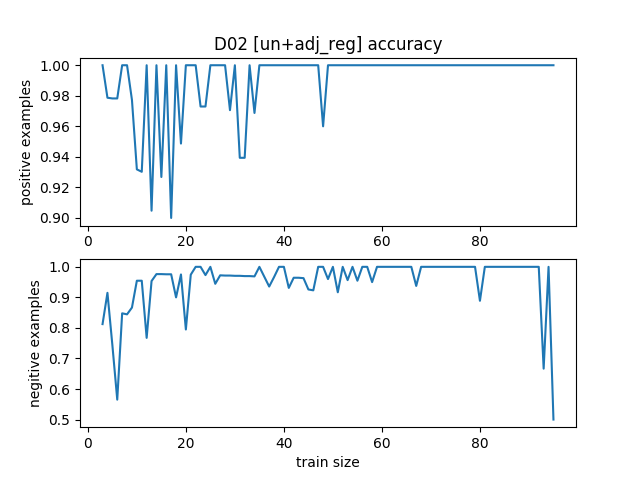 D02 [un+adj_reg] accuracy
1.00
0.98
0.96
0.94
0.92
0.90
positive examples
0 20 40 60 80
1.0
0.9
0.8
0.7
0.6
0.5
negitive examples
0 20 40 60 80
train size